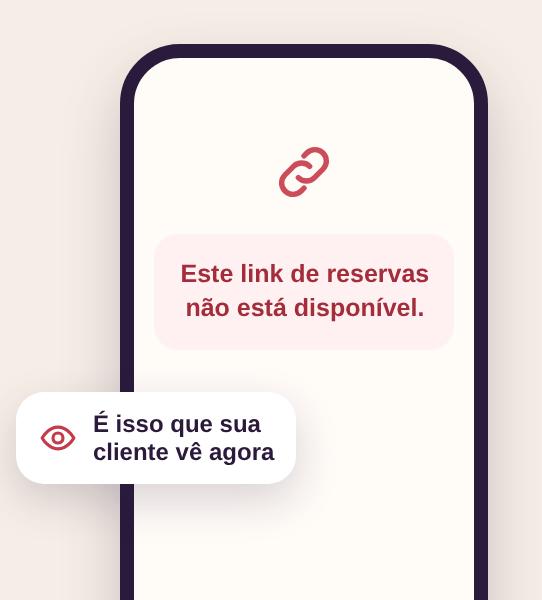 Este link de reservas
não está disponível.
É isso que sua
cliente vê agora